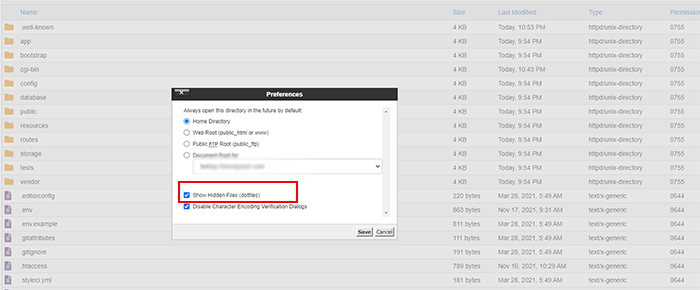 Name Size Last Modified Type Permission
.well-known 4 KB Today, 10:53 PM httpd/unix-directory 0755
app 4 KB Today, 9:54 PM httpd/unix-directory 0755
bootstrap 4 KB Today, 9:54 PM httpd/unix-directory 0755
cgi-bin 4 KB Today, 10:43 PM httpd/unix-directory 0755
config 4 KB Today, 9:54 PM httpd/unix-directory 0755
database 4 KB Today, 9:54 PM httpd/unix-directory 0755
public 4 KB Today, 9:54 PM httpd/unix-directory 0755
resources 4 KB Today, 9:54 PM httpd/unix-directory 0755
routes 4 KB Today, 9:54 PM httpd/unix-directory 0755
storage 4 KB Today, 9:54 PM httpd/unix-directory 0755
tests 4 KB Today, 9:54 PM httpd/unix-directory 0755
vendor 4 KB Today, 9:54 PM httpd/unix-directory 0755
.editorconfig 220 bytes Mar 28, 2021, 5:49 AM text/x-generic 0644
.env 863 bytes Nov 17, 2021, 9:31 AM text/x-generic 0644
.env.example 811 bytes Mar 28, 2021, 5:49 AM text/x-generic 0644
.gitattributes 111 bytes Mar 28, 2021, 5:49 AM text/x-generic 0644
.gitignore 191 bytes Mar 28, 2021, 5:49 AM text/x-generic 0644
.htaccess 789 bytes Nov 16, 2021, 10:29 AM text/x-generic 0644
.styleci.yml 181 bytes Mar 28, 2021, 5:49 AM text/x-generic 0644
Preferences
Always open this directory in the future by default:
Home Directory
Web Root (public_html or www)
Public FTP Root (public_ftp)
Document Root for:
Show Hidden Files (dotfiles)
Disable Character Encoding Verification Dialogs
Save Cancel